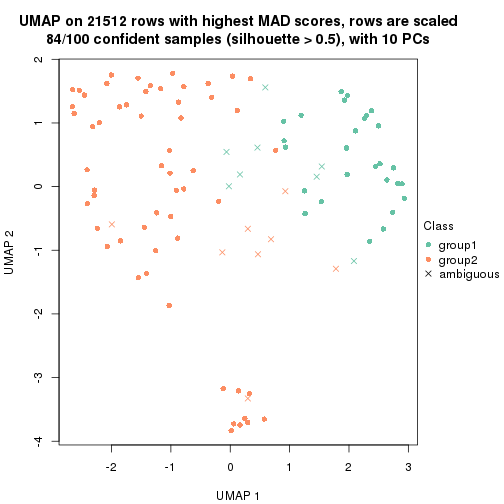 UMAP on 21512 rows with highest MAD scores, rows are scaled
84/100 confident samples (silhouette > 0.5), with 10 PCs
2
1
0
-1
-2
-3
-4
UMAP 2
-2
-1
0
1
2
3
UMAP 1
Class
group1
group2
ambiguous